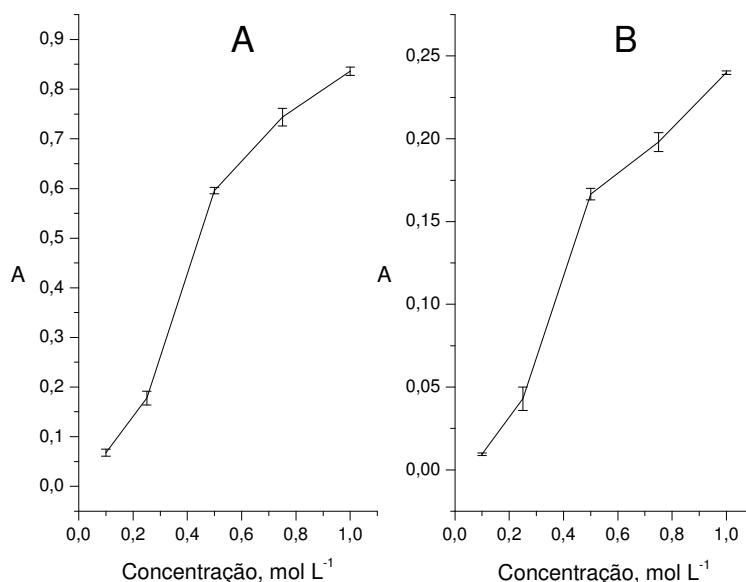 A
0,9
0,8
0,7
0,6
0,5
0,4
0,3
0,2
0,1
0,0
A
0,0 0,2 0,4 0,6 0,8 1,0
Concentração, mol L⁻¹
B
0,25
0,20
0,15
0,10
0,05
0,00
A
0,0 0,2 0,4 0,6 0,8 1,0
Concentração, mol L⁻¹